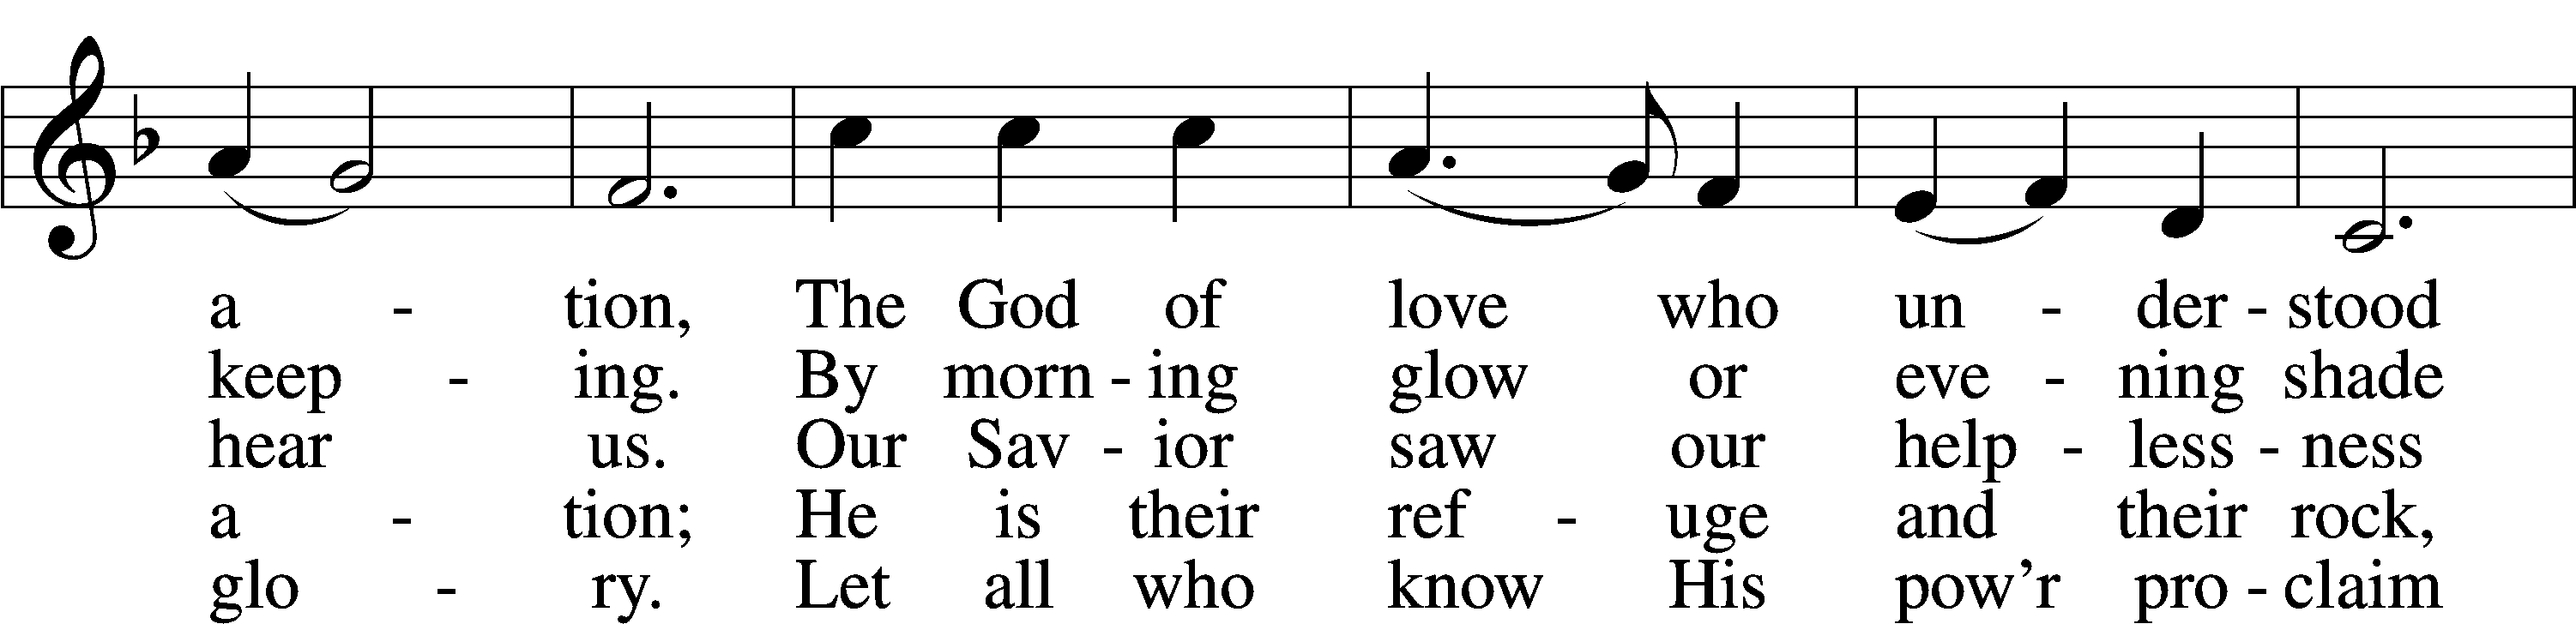 a - tion, The God of love who un - der - stood
keep - ing. By morn - ing glow or eve - ning shade
hear us. Our Sav - ior saw our help - less - ness
a - tion; He is their ref - uge and their rock,
glo - ry. Let all who know His pow’r pro - claim